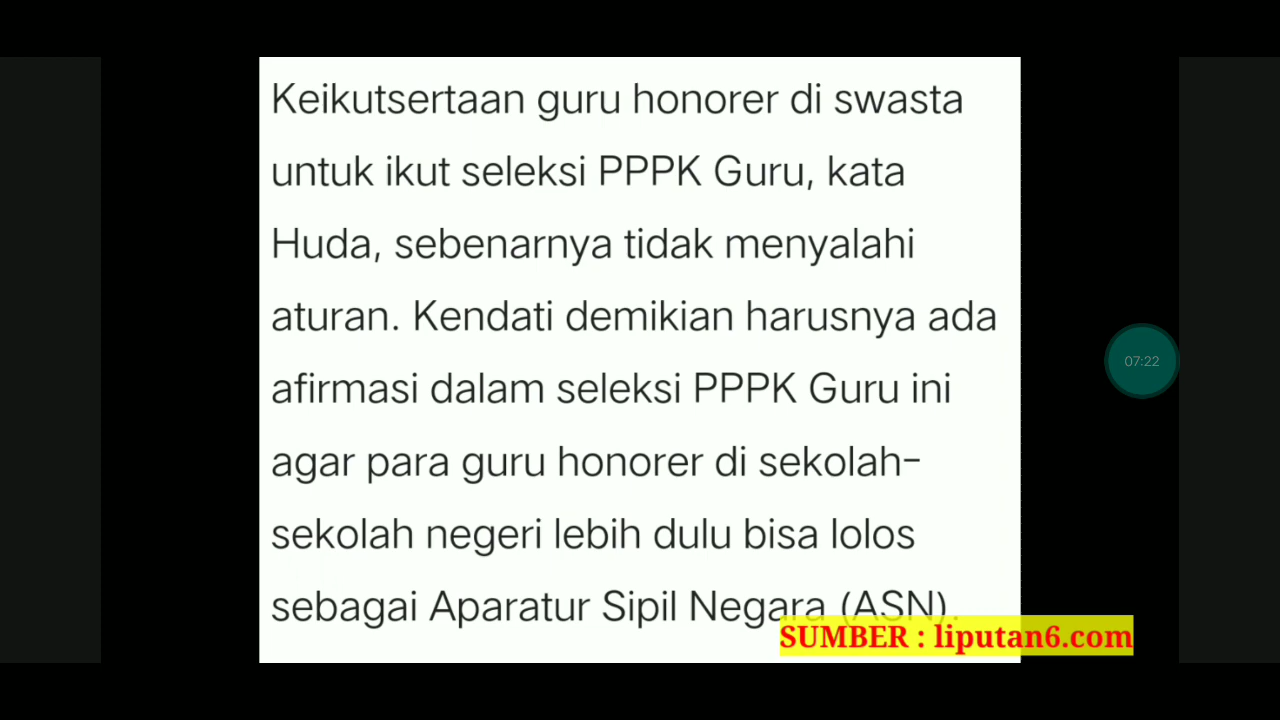 Keikutsertaan guru honorer di swasta
untuk ikut seleksi PPPK Guru, kata
Huda, sebenarnya tidak menyalahi
aturan. Kendati demikian harusnya ada
afirmasi dalam seleksi PPPK Guru ini
agar para guru honorer di sekolah-
sekolah negeri lebih dulu bisa lolos
sebagai Aparatur Sipil Negara (ASN).
SUMBER : liputan6.com
07:22